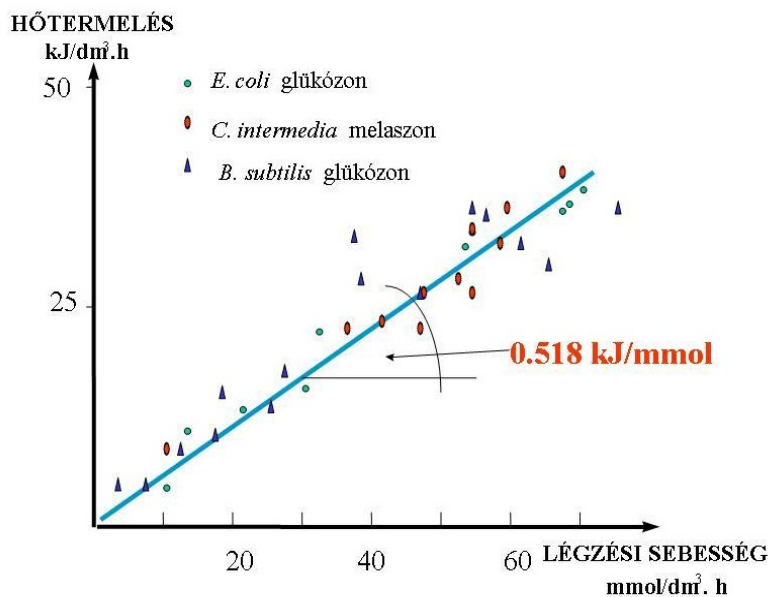 HŐTERMELÉS
kJ/dm³.h
50
E. coli glükózon
C. intermedia melaszon
B. subtilis glükózon
25
0.518 kJ/mmol
20 40 60 LÉGZÉSI SEBESSÉG
mmol/dm³. h